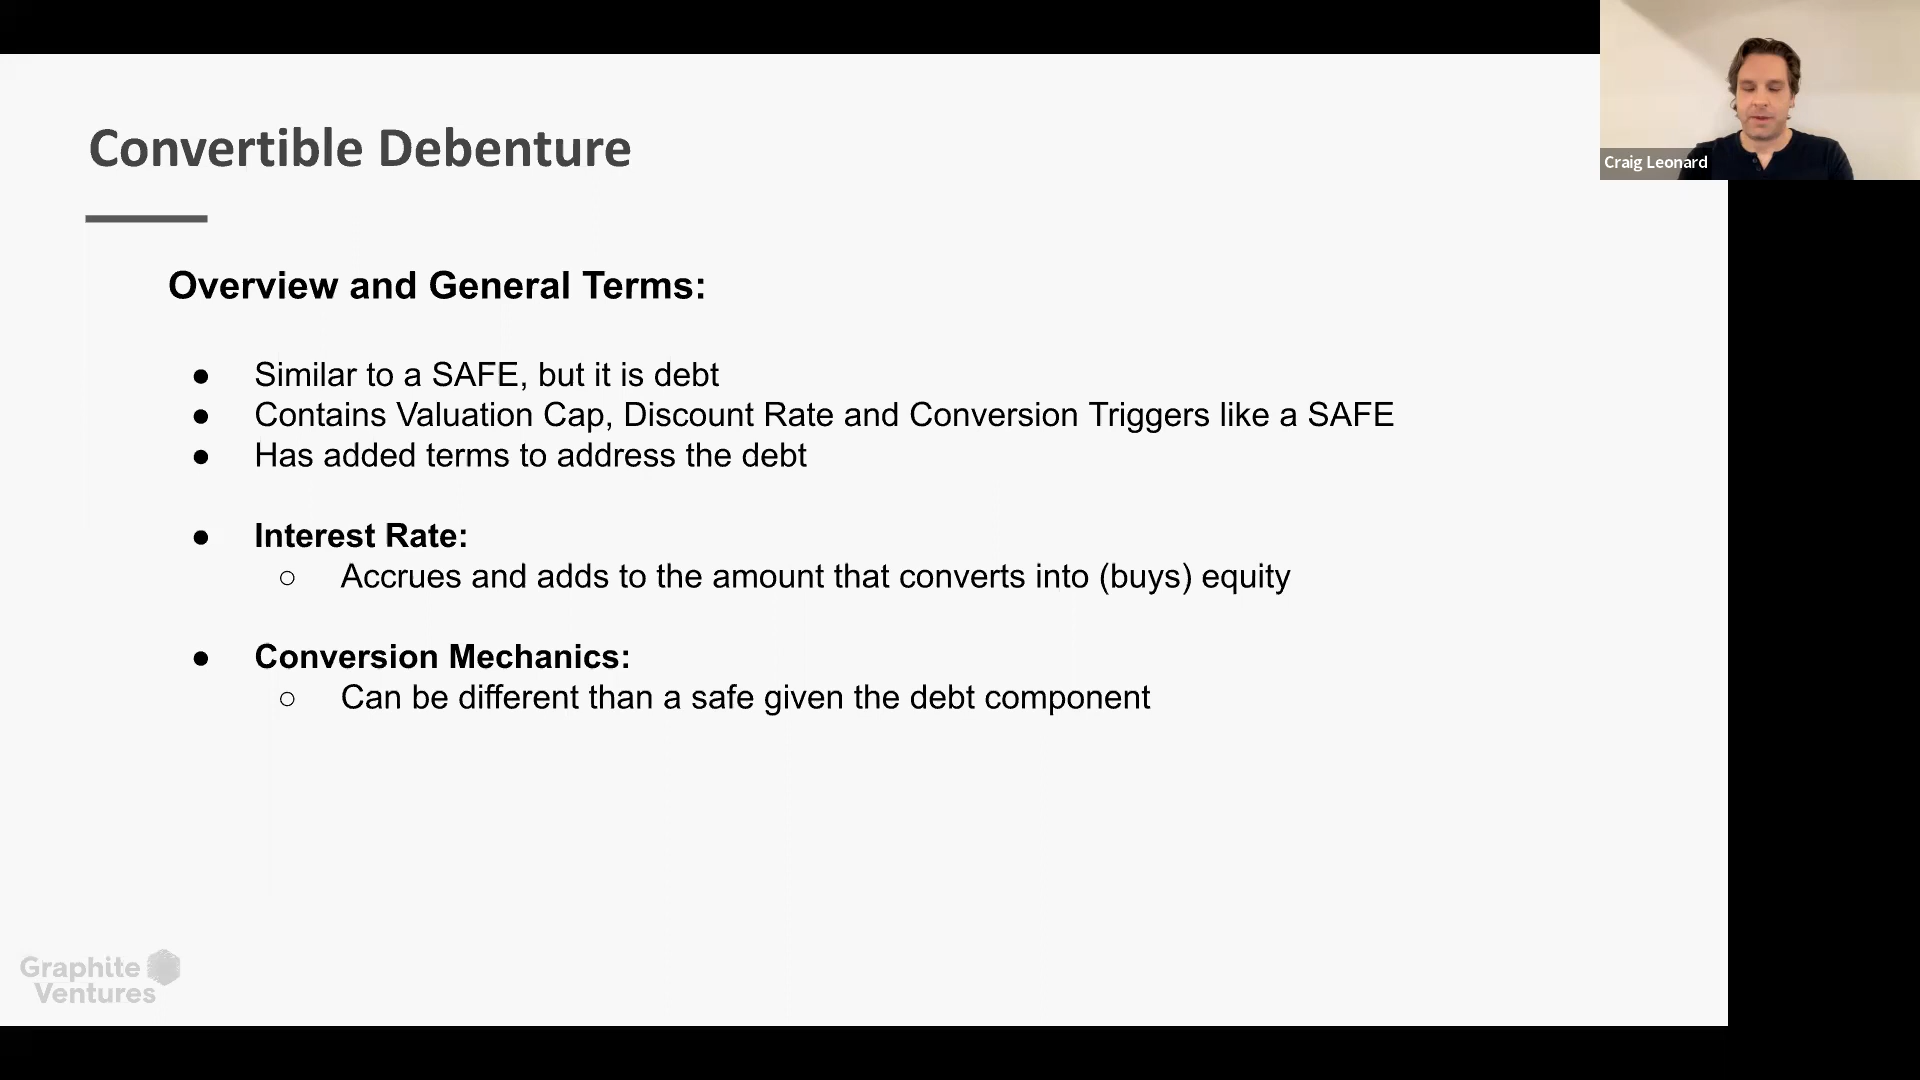 Convertible Debenture
Craig Leonard
Overview and General Terms:
● Similar to a SAFE, but it is debt
● Contains Valuation Cap, Discount Rate and Conversion Triggers like a SAFE
● Has added terms to address the debt
● Interest Rate:
○ Accrues and adds to the amount that converts into (buys) equity
● Conversion Mechanics:
○ Can be different than a safe given the debt component
Graphite
Ventures